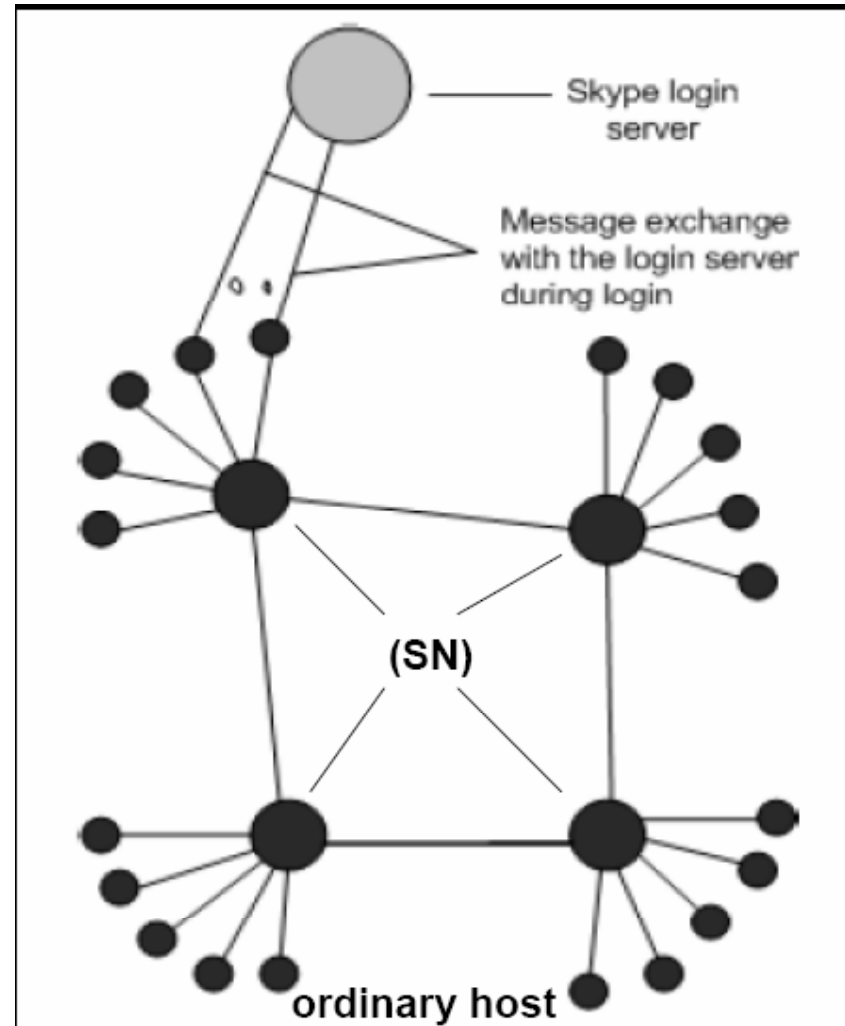 Skype login
server
Message exchange
with the login server
during login
(SN)
ordinary host